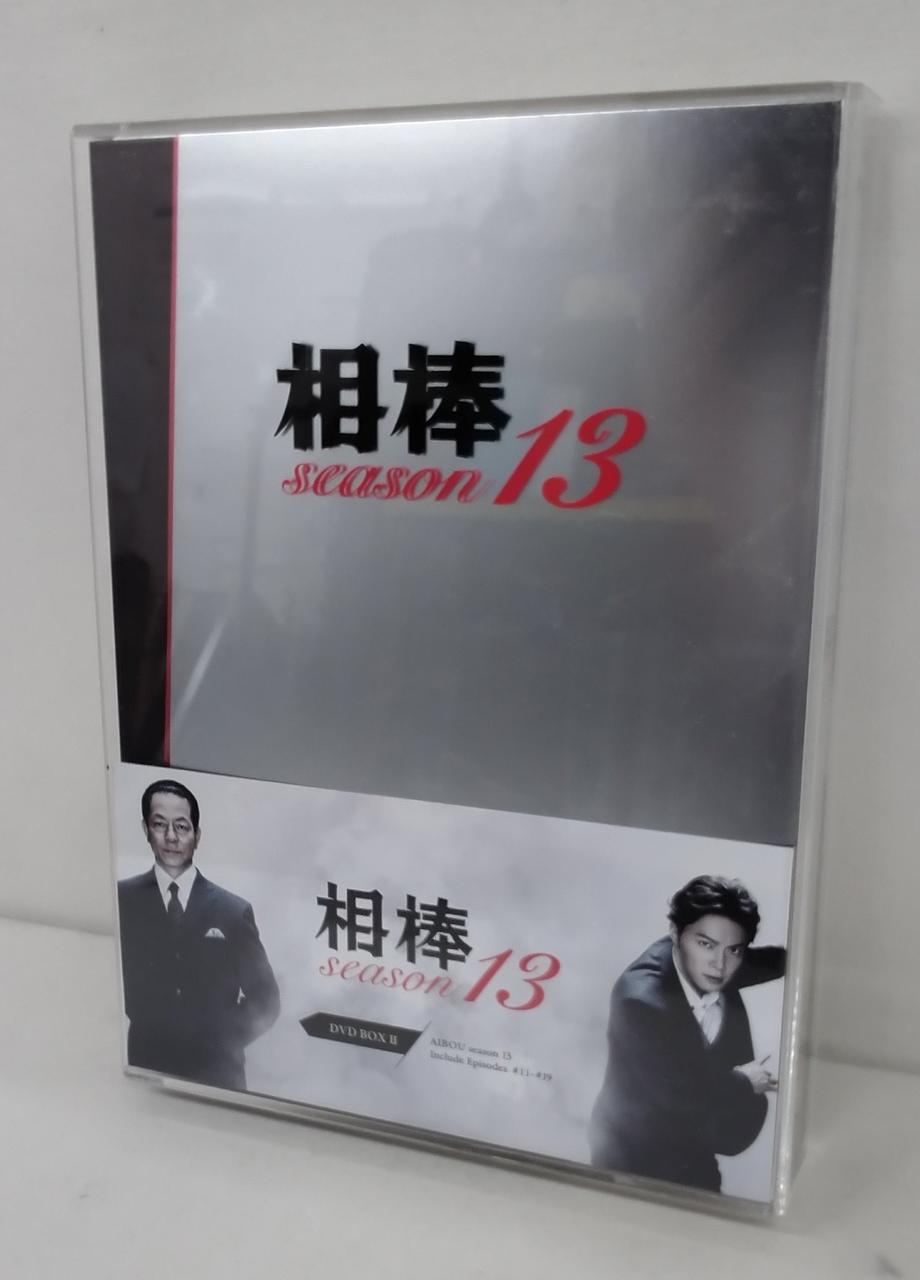 相棒
season 13
相棒
season 13
DVD BOX II
AIBOU season 13
Include Episodes #11-#19